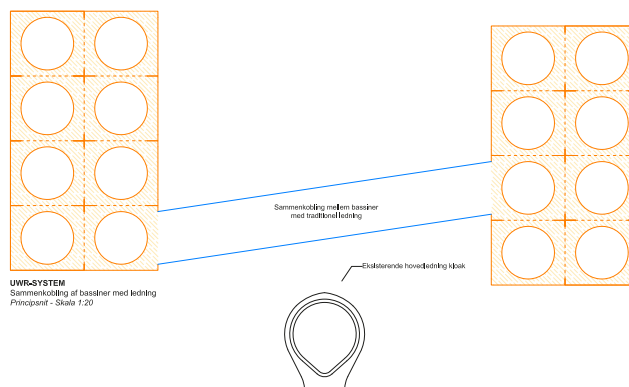 Sammenkobling mellem bassiner
med traditionel ledning
Eksisterende hovedledning kloak
UWR-SYSTEM
Sammenkobling af bassiner med ledning
Principsnit - Skala 1:20